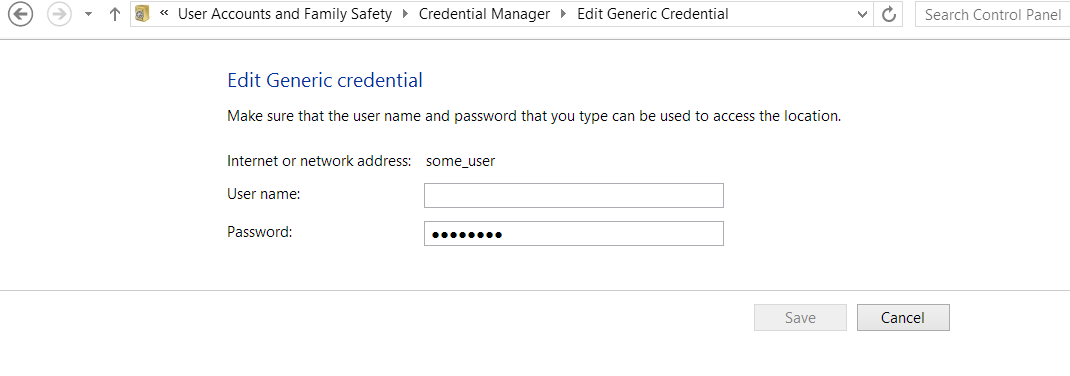 « User Accounts and Family Safety Credential Manager Edit Generic Credential Search Control Panel
Edit Generic credential
Make sure that the user name and password that you type can be used to access the location.
Internet or network address: some_user
User name:
Password: ••••••••
Save Cancel